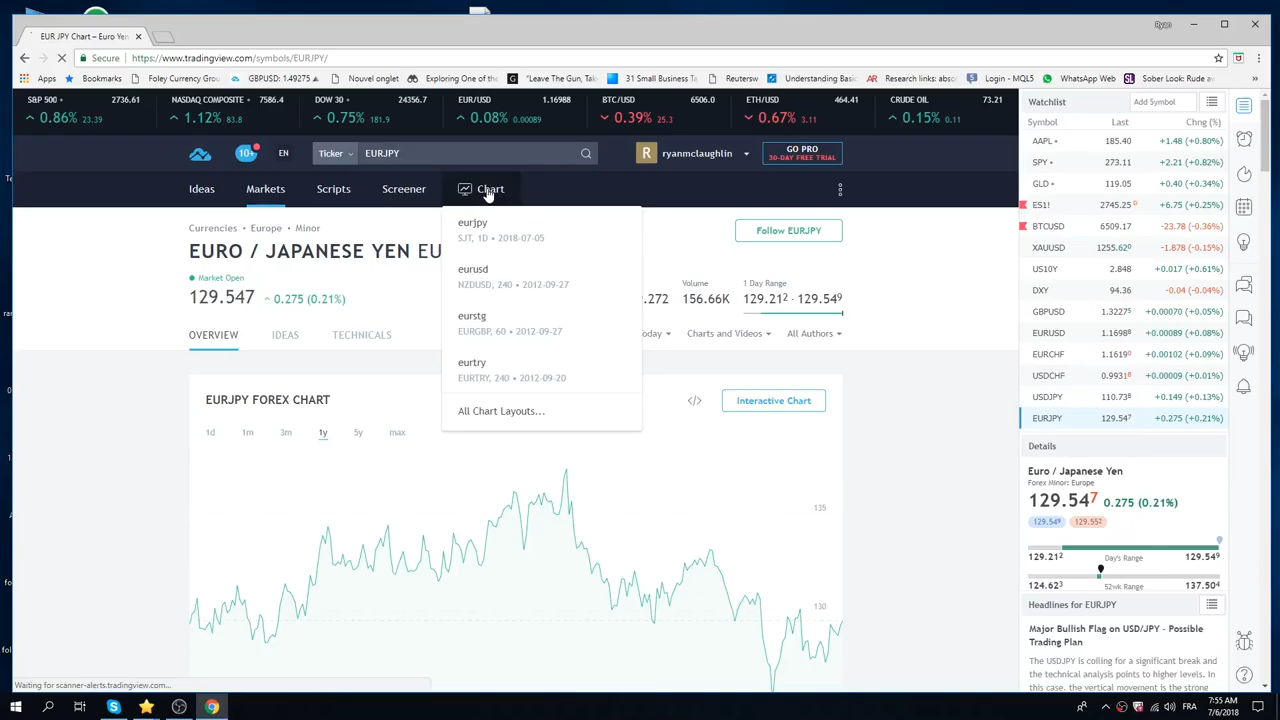 Ryan
EUR JPY Chart – Euro Yen
Secure
https://www.tradingview.com/symbols/EURJPY/
Apps
Bookmarks
Foley Currency Grou
GBPUSD: 1.49275
Nouvel onglet
Exploring One of the
"Leave The Gun, Take
31 Small Business Ta
Reutersw
Understanding Basic
Research links: absol
Login - MQL5
WhatsApp Web
Sober Look: Rude aw
S&P 500 2736.61
0.86% 23.39
NASDAQ COMPOSITE 7586.4
1.12% 83.8
DOW 30 24356.7
0.75% 181.9
EUR/USD 1.16988
0.08% 0.00089
BTC/USD 6506.0
0.39% 25.3
ETH/USD 464.41
0.67% 3.11
CRUDE OIL 73.21
0.15% 0.11
10+
EN
Ticker
EURJPY
R ryanmclaughlin
GO PRO
30-DAY FREE TRIAL
Ideas
Markets
Scripts
Screener
Chart
eurjpy
SJT, 1D • 2018-07-05
eurusd
NZDUSD, 240 • 2012-09-27
eurstg
EURGBP, 60 • 2012-09-27
eurtry
EURTRY, 240 • 2012-09-20
All Chart Layouts...
Currencies • Europe • Minor
EURO / JAPANESE YEN EU
Follow EURJPY
Market Open
129.547 0.275 (0.21%)
.272
Volume
156.66K
1 Day Range
129.212 - 129.549
OVERVIEW
IDEAS
TECHNICALS
oday
Charts and Videos
All Authors
EURJPY FOREX CHART
</>
Interactive Chart
1d
1m
3m
1y
5y
max
135
130
Watchlist
Add Symbol
Symbol Last Chng (%)
AAPL 185.40 +1.48 (+0.80%)
SPY 273.11 +2.21 (+0.82%)
GLD 119.05 +0.40 (+0.34%)
ES1! 2745.25 D +6.75 (+0.25%)
BTCUSD 6509.17 -23.78 (-0.36%)
XAUUSD 1255.620 -1.878 (-0.15%)
US10Y 2.848 +0.017 (+0.61%)
DXY 94.36 -0.04 (-0.04%)
GBPUSD 1.32275 +0.00070 (+0.05%)
EURUSD 1.16988 +0.00089 (+0.08%)
EURCHF 1.16190 +0.00102 (+0.09%)
USDCHF 0.99318 +0.00009 (+0.01%)
USDJPY 110.738 +0.149 (+0.13%)
EURJPY 129.547 +0.275 (+0.21%)
Details
Euro / Japanese Yen
Forex Minor: Europe
129.547 0.275 (0.21%)
129.549 129.552
129.212 Day's Range 129.549
124.623 52wk Range 137.504
Headlines for EURJPY
Major Bullish Flag on USD/JPY - Possible
Trading Plan
The USDJPY is coiling for a significant break and
the technical analysis points to higher levels. In
this case, the vertical movement is the strong
Waiting for scanner-alerts.tradingview.com...
FRA
7:55 AM
7/6/2018